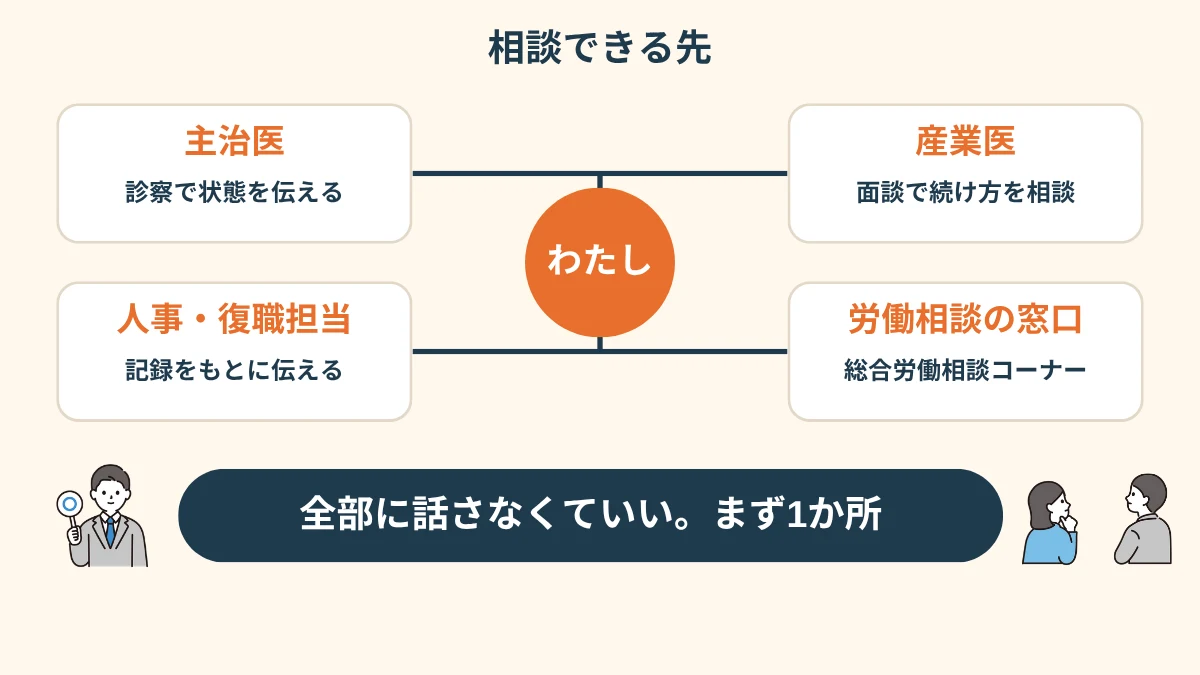 相談できる先
主治医
診察で状態を伝える
産業医
面談で続け方を相談
わたし
人事・復職担当
記録をもとに伝える
労働相談の窓口
総合労働相談コーナー
全部に話さなくていい。まず1か所